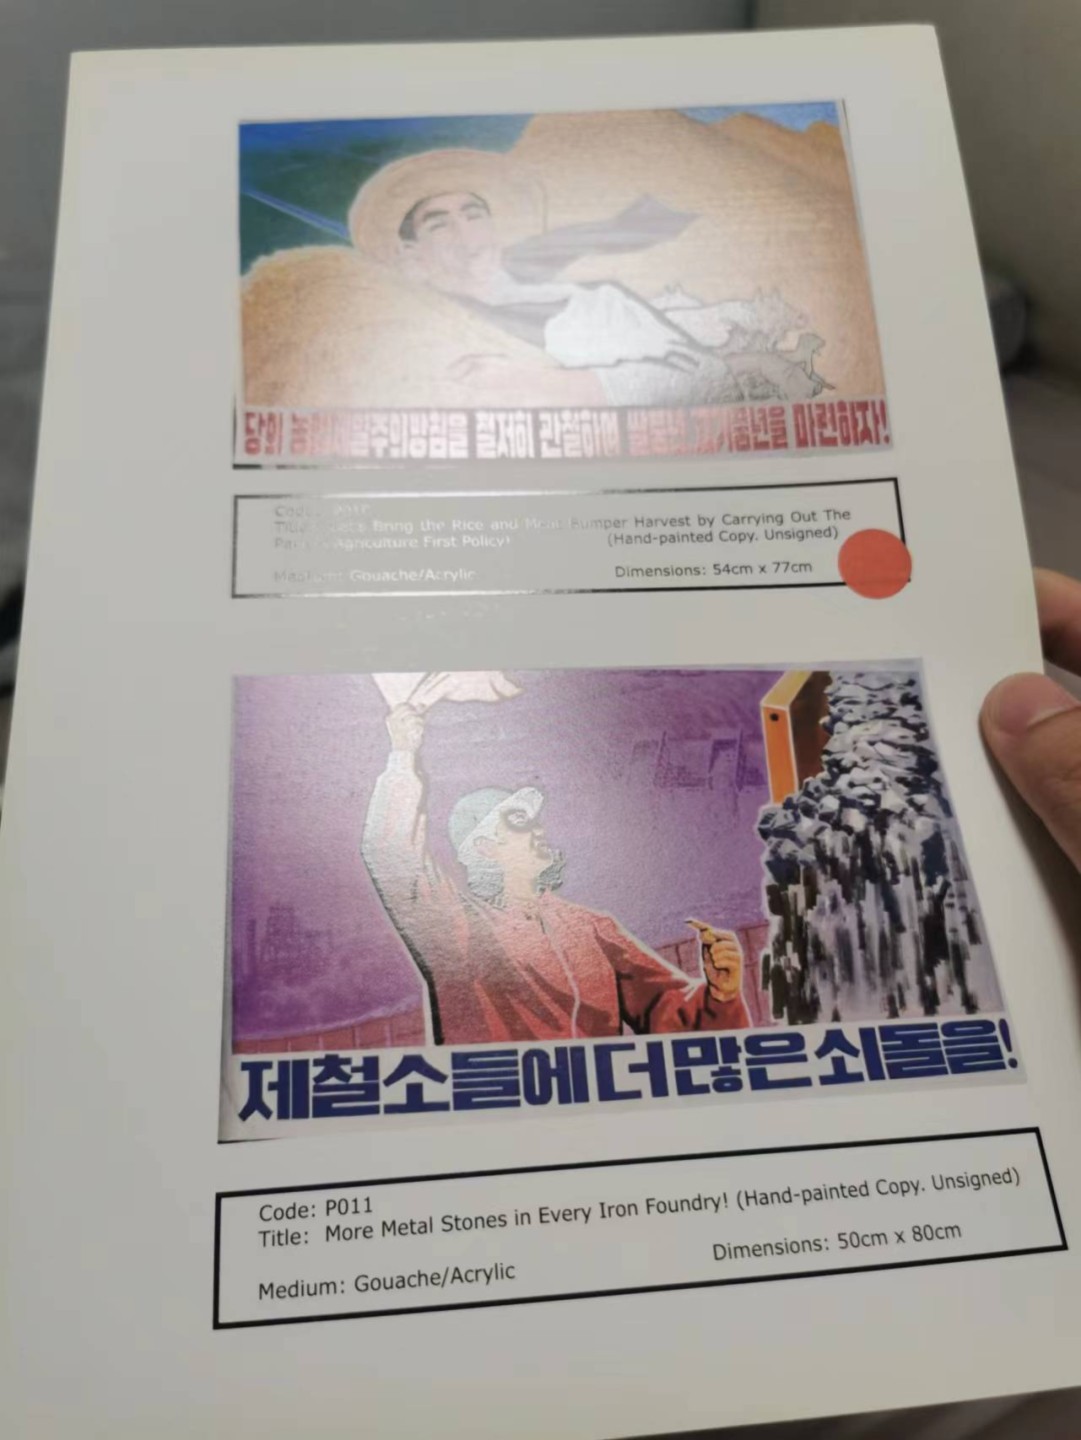 당의 농업제일주의방침을 철저히 관철하여 쌀풍년 고기풍년을 마련하자!
Code:
Title: Let's Bring the Rice and Meat Bumper Harvest by Carrying Out The
Agriculture First Policy! (Hand-painted Copy. Unsigned)
Medium: Gouache/Acrylic Dimensions: 54cm x 77cm
제철소들에 더 많은 쇠돌을!
Code: P011
Title: More Metal Stones in Every Iron Foundry! (Hand-painted Copy. Unsigned)
Medium: Gouache/Acrylic Dimensions: 50cm x 80cm